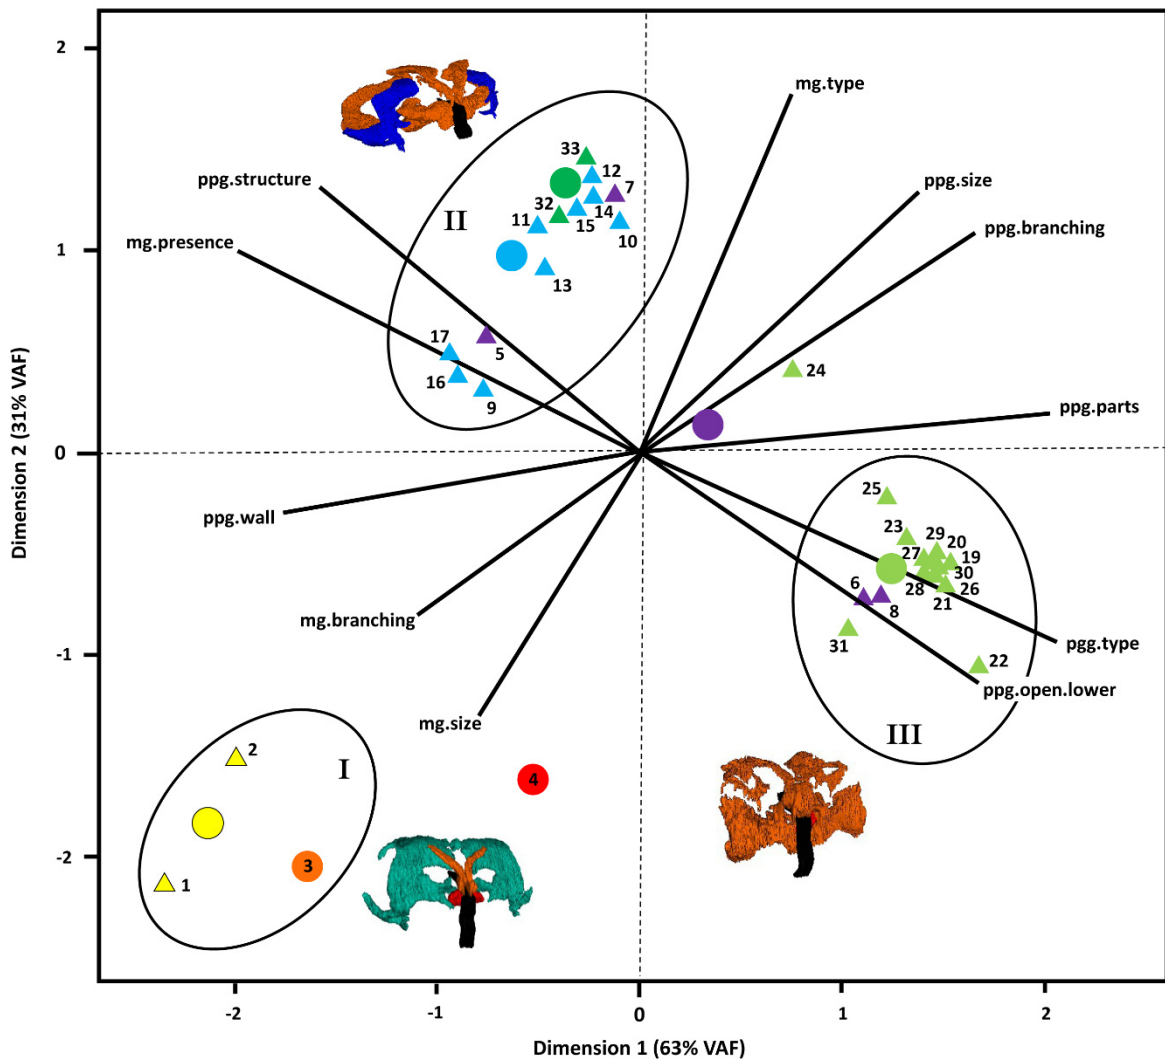 2
mg.type
33
12
ppg.structure
7
ppg.size
32
14
11
15
10
II
ppg.branching
mg.presence
1
13
17
5
24
16
9
ppg.parts
0
25
ppg.wall
23
29
20
27
19
30
6
28
26
8
21
mg.branching
31
pgg.type
22
ppg.open.lower
-1
mg.size
III
2
I
4
3
1
-2
-2
-1
0
1
2
Dimension 1 (63% VAF)
Dimension 2 (31% VAF)